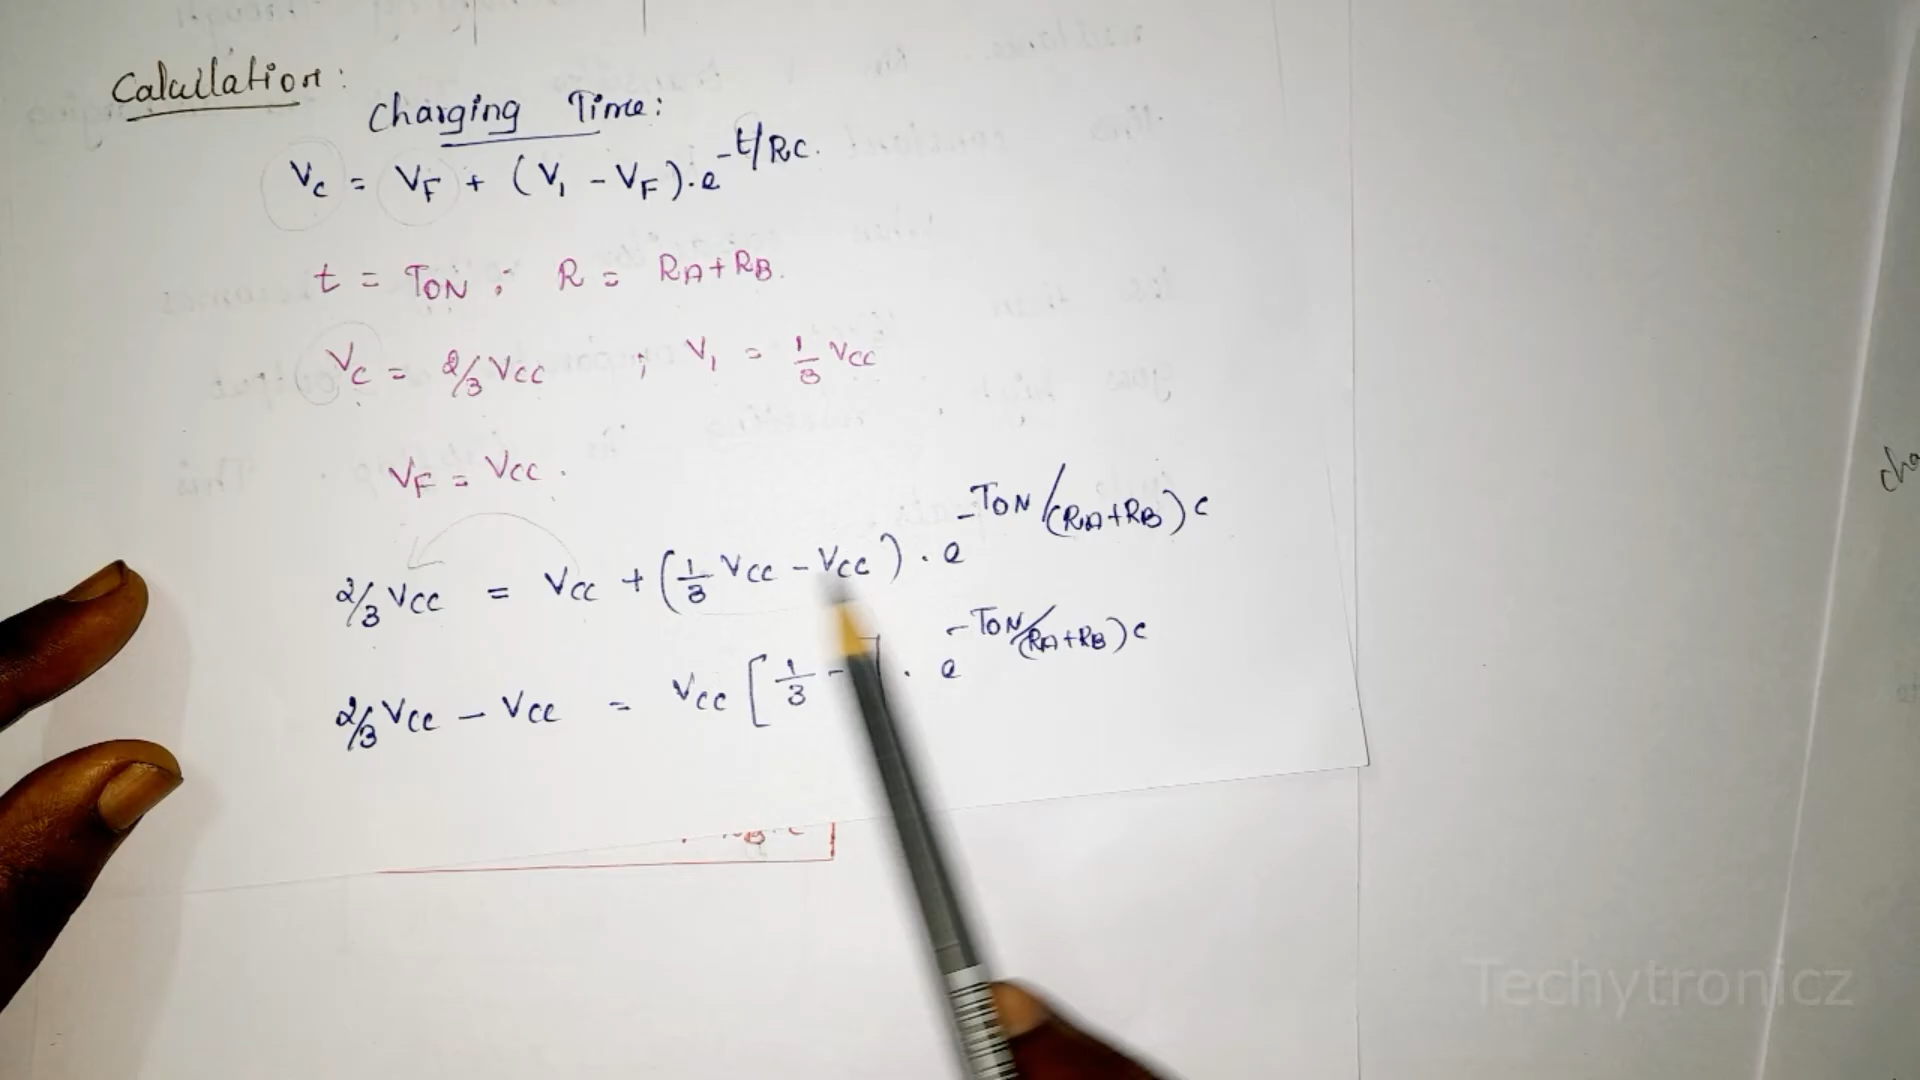 Calculation:
Charging Time:
Vc = VF + (V1 - VF).e^-t/RC.
t = TON ; R = RA+RB.
Vc = 2/3 Vcc ; V1 = 1/3 Vcc
VF = Vcc.
2/3 Vcc = Vcc + (1/3 Vcc - Vcc) . e^-TON/(RA+RB)C
2/3 Vcc - Vcc = Vcc [1/3 - ] . e^-TON/(RA+RB)C
cha
Techytronicz